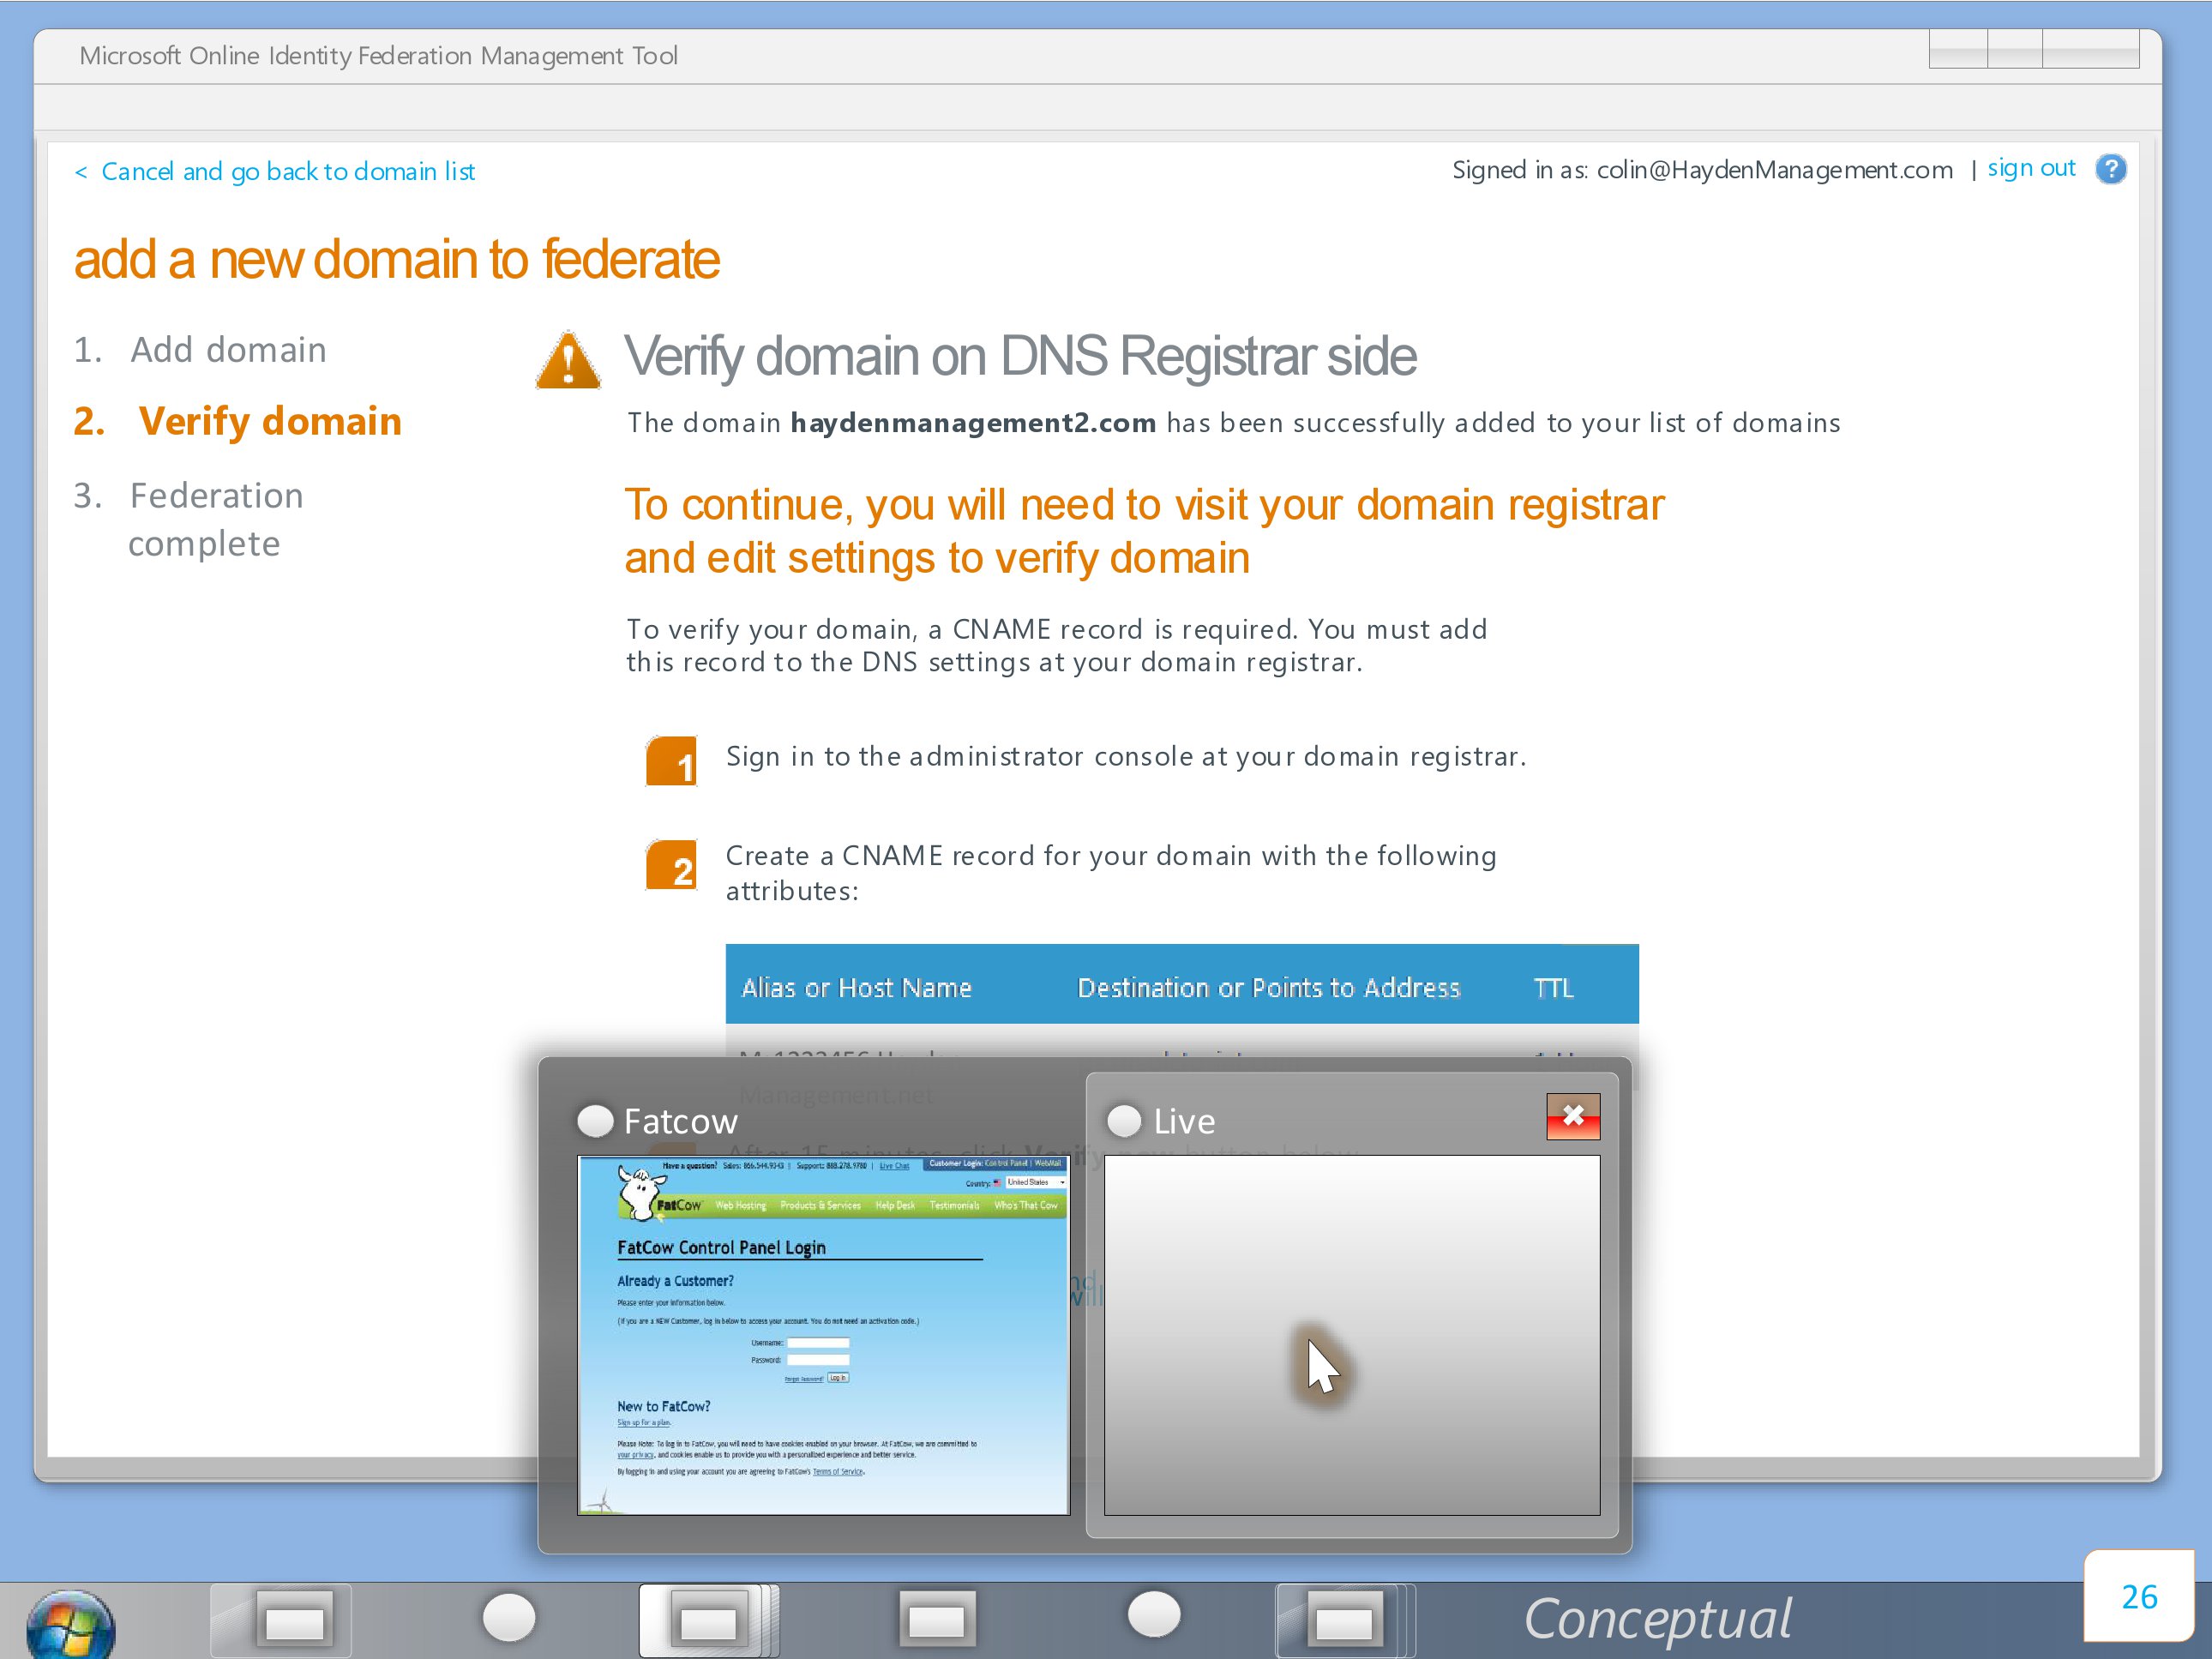 Microsoft Online Identity Federation Management Tool
< Cancel and go back to domain list
Signed in as: colin@HaydenManagement.com | sign out ?
add a new domain to federate
1. Add domain
2. Verify domain
3. Federation
complete
Verify domain on DNS Registrar side
The domain haydenmanagement2.com has been successfully added to your list of domains
To continue, you will need to visit your domain registrar
and edit settings to verify domain
To verify your domain, a CNAME record is required. You must add
this record to the DNS settings at your domain registrar.
1 Sign in to the administrator console at your domain registrar.
2 Create a CNAME record for your domain with the following
attributes:
Alias or Host Name Destination or Points to Address TTL
Management.net
After 15 minutes, click Verify now button below
Fatcow
Live
Have a question? Sales: 866.544.9343 | Support: 888.278.9780 | Live Chat
Customer Login: Control Panel | WebMail
Country: United States
FatCow Web Hosting Products & Services Help Desk Testimonials Who's That Cow
FatCow Control Panel Login
Already a Customer?
Please enter your information below.
(If you are a NEW Customer, log in below to access your account. You do not need an activation code.)
Username:
Password:
Forgot Password? Log In
New to FatCow?
Sign up for a plan.
Please Note: To log in to FatCow, you will need to have cookies enabled on your browser. At FatCow, we are committed to
your privacy, and cookies enable us to provide you with a personalized experience and better service.
By logging in and using your account you are agreeing to FatCow's Terms of Service.
will
Conceptual
26